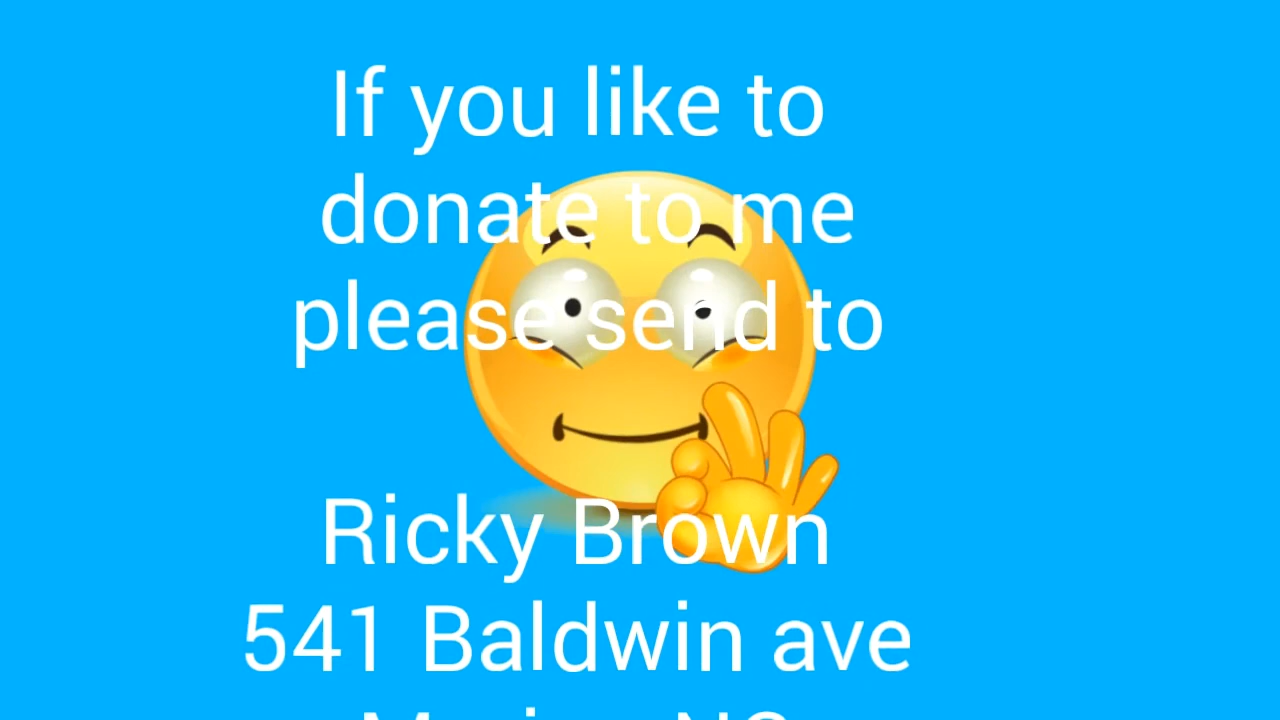 If you like to
donate to me
please send to
Ricky Brown
541 Baldwin ave